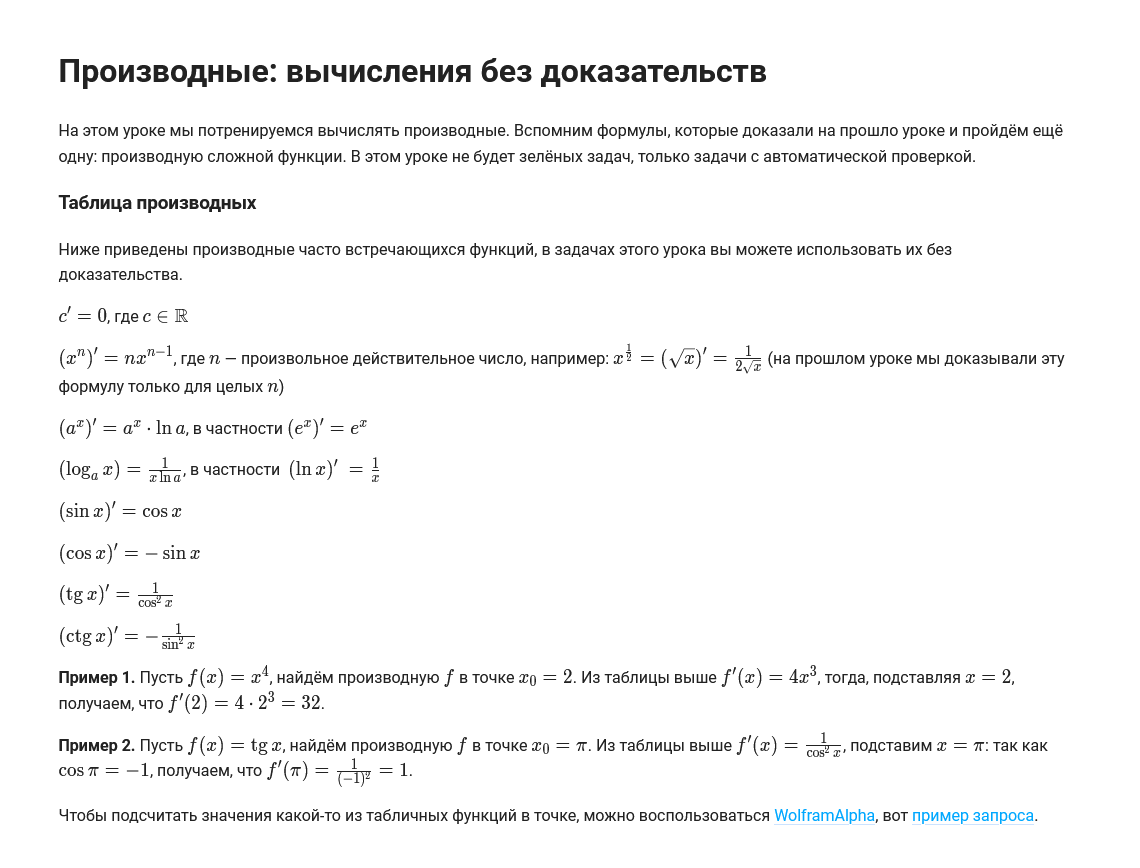 Производные: вычисления без доказательств
На этом уроке мы потренируемся вычислять производные. Вспомним формулы, которые доказали на прошло уроке и пройдём ещё
одну: производную сложной функции. В этом уроке не будет зелёных задач, только задачи с автоматической проверкой.
Таблица производных
Ниже приведены производные часто встречающихся функций, в задачах этого урока вы можете использовать их без
доказательства.
$c' = 0$, где $c \in \mathbb{R}$
$(x^n)' = nx^{n-1}$, где $n$ — произвольное действительное число, например: $x^{\frac{1}{2}} = (\sqrt{x})' = \frac{1}{2\sqrt{x}}$ (на прошлом уроке мы доказывали эту
формулу только для целых $n$)
$(a^x)' = a^x \cdot \ln a$, в частности $(e^x)' = e^x$
$(\log_a x) = \frac{1}{x \ln a}$, в частности $(\ln x)' = \frac{1}{x}$
$(\sin x)' = \cos x$
$(\cos x)' = -\sin x$
$(\operatorname{tg} x)' = \frac{1}{\cos^2 x}$
$(\operatorname{ctg} x)' = -\frac{1}{\sin^2 x}$
Пример 1. Пусть $f(x) = x^4$, найдём производную $f$ в точке $x_0 = 2$. Из таблицы выше $f'(x) = 4x^3$, тогда, подставляя $x = 2$,
получаем, что $f'(2) = 4 \cdot 2^3 = 32$.
Пример 2. Пусть $f(x) = \operatorname{tg} x$, найдём производную $f$ в точке $x_0 = \pi$. Из таблицы выше $f'(x) = \frac{1}{\cos^2 x}$, подставим $x = \pi$: так как
$\cos \pi = -1$, получаем, что $f'(\pi) = \frac{1}{(-1)^2} = 1$.
Чтобы подсчитать значения какой-то из табличных функций в точке, можно воспользоваться WolframAlpha, вот пример запроса.